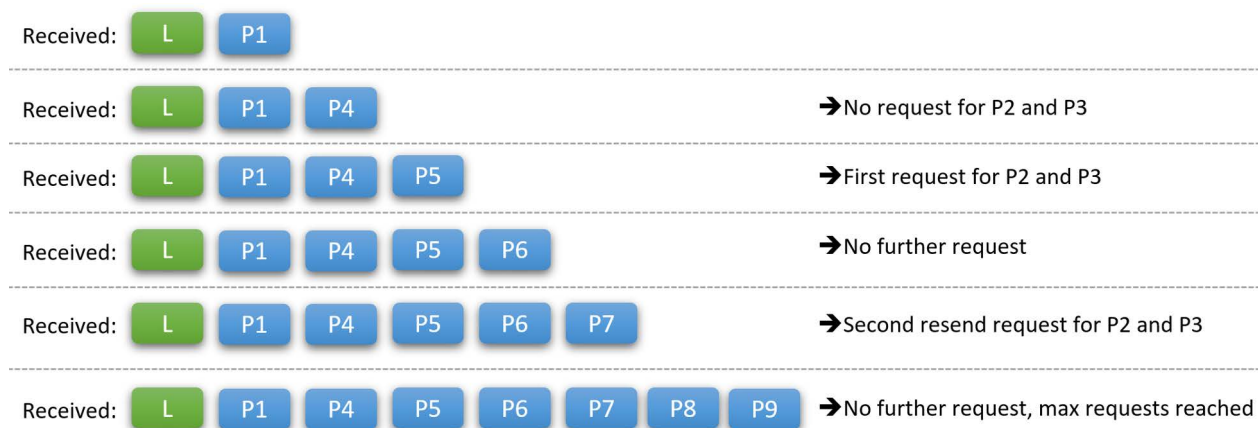 Received: L P1
Received: L P1 P4 ➔No request for P2 and P3
Received: L P1 P4 P5 ➔First request for P2 and P3
Received: L P1 P4 P5 P6 ➔No further request
Received: L P1 P4 P5 P6 P7 ➔Second resend request for P2 and P3
Received: L P1 P4 P5 P6 P7 P8 P9 ➔No further request, max requests reached